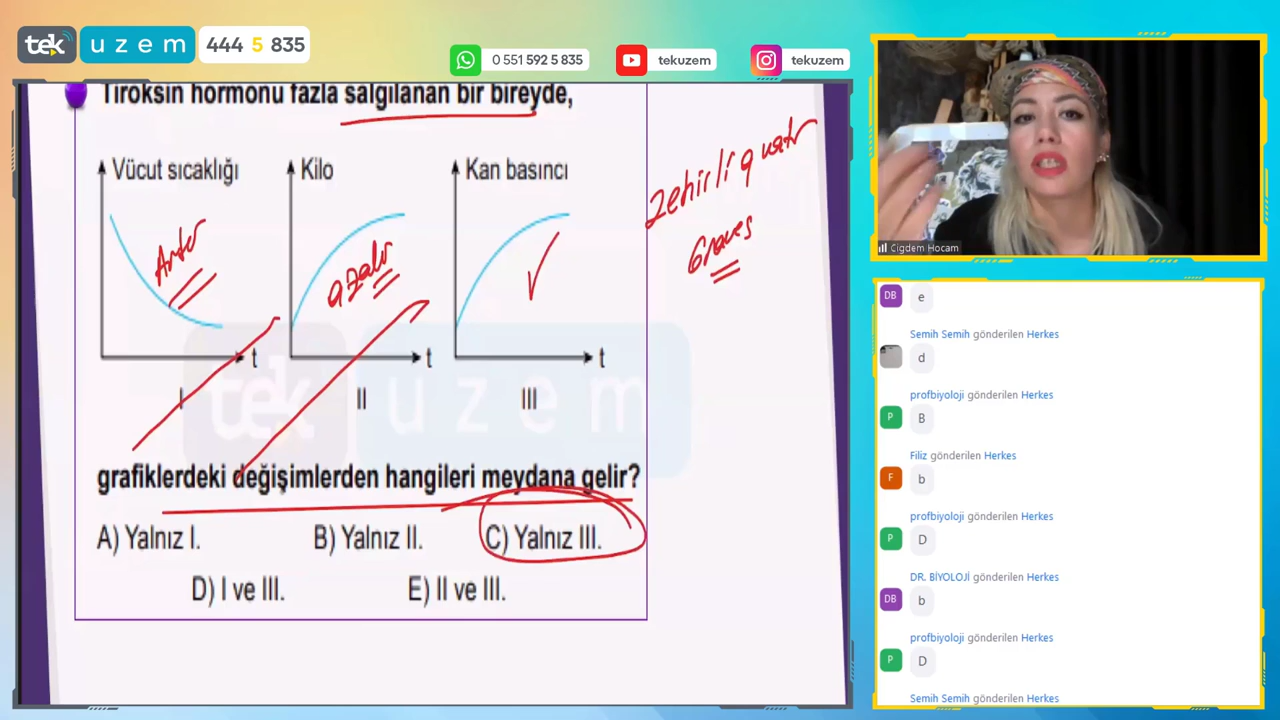 tek
uzem
444 5 835
0 551 592 5 835
tekuzem
tekuzem
Tiroksin hormonu fazla salgılanan bir bireyde,
Vücut sıcaklığı
Kilo
Kan basıncı
Artar
azalır
zehirli guatr
Graves
t
t
t
I
II
III
tek uzem
grafiklerdeki değişimlerden hangileri meydana gelir?
A) Yalnız I.
B) Yalnız II.
C) Yalnız III.
D) I ve III.
E) II ve III.
Cigdem Hocam
DB
e
Semih Semih gönderilen Herkes
d
profbiyoloji gönderilen Herkes
P
B
Filiz gönderilen Herkes
F
b
profbiyoloji gönderilen Herkes
P
D
DR. BİYOLOJİ gönderilen Herkes
DB
b
profbiyoloji gönderilen Herkes
P
D
Semih Semih gönderilen Herkes